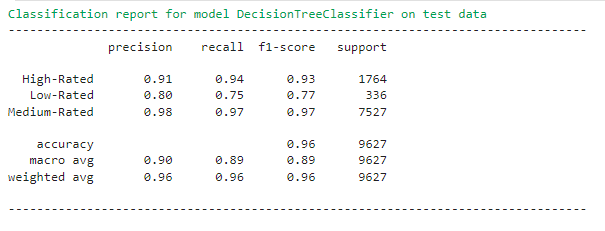 Classification report for model DecisionTreeClassifier on test data
--------------------------------------------------------------------------------
precision recall f1-score support
High-Rated 0.91 0.94 0.93 1764
Low-Rated 0.80 0.75 0.77 336
Medium-Rated 0.98 0.97 0.97 7527
accuracy 0.96 9627
macro avg 0.90 0.89 0.89 9627
weighted avg 0.96 0.96 0.96 9627
--------------------------------------------------------------------------------